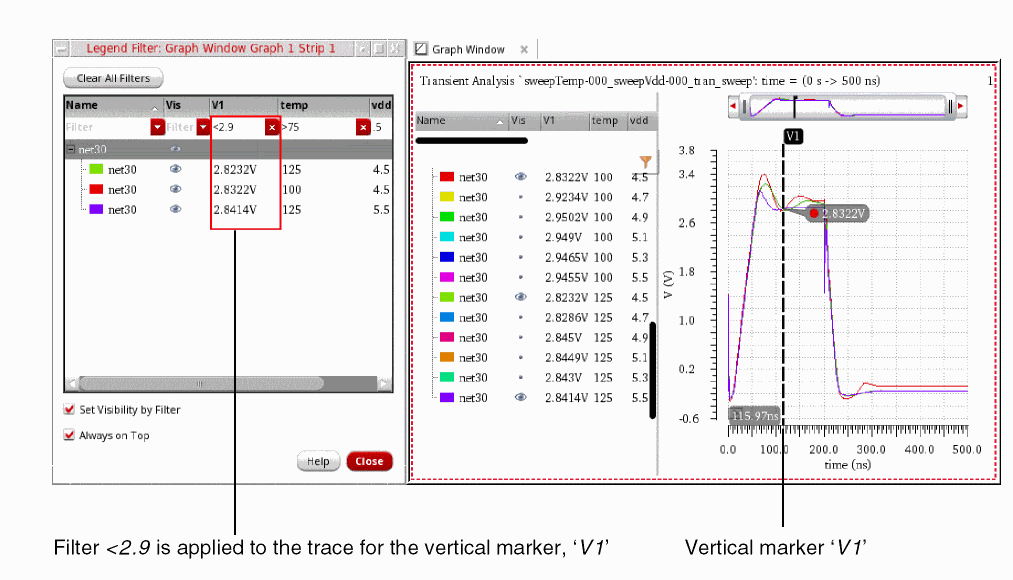 Legend Filter: Graph Window Graph 1 Strip 1
Clear All Filters
Name Vis V1 temp vdd
Filter Filter <2.9 >75 .5
net30
net30 2.8232V 125 4.5
net30 2.8322V 100 4.5
net30 2.8414V 125 5.5
Set Visibility by Filter
Always on Top
Help Close
Graph Window
Transient Analysis `sweepTemp-000_sweepVdd-000_tran_sweep': time = (0 s -> 500 ns) 1
Name Vis V1 temp vdd
net30 2.8322V 100 4.5
net30 2.9234V 100 4.7
net30 2.9502V 100 4.9
net30 2.949V 100 5.1
net30 2.9465V 100 5.3
net30 2.9455V 100 5.5
net30 2.8232V 125 4.5
net30 2.8286V 125 4.7
net30 2.845V 125 4.9
net30 2.8449V 125 5.1
net30 2.843V 125 5.3
net30 2.8414V 125 5.5
V1
3.8
3.4
2.6
1.8
1.0
0.2
-0.6
V (V)
2.8322V
115.97ns
0.0 100.0 200.0 300.0 400.0 500.0
time (ns)
Filter <2.9 is applied to the trace for the vertical marker, ‘V1’
Vertical marker ‘V1’